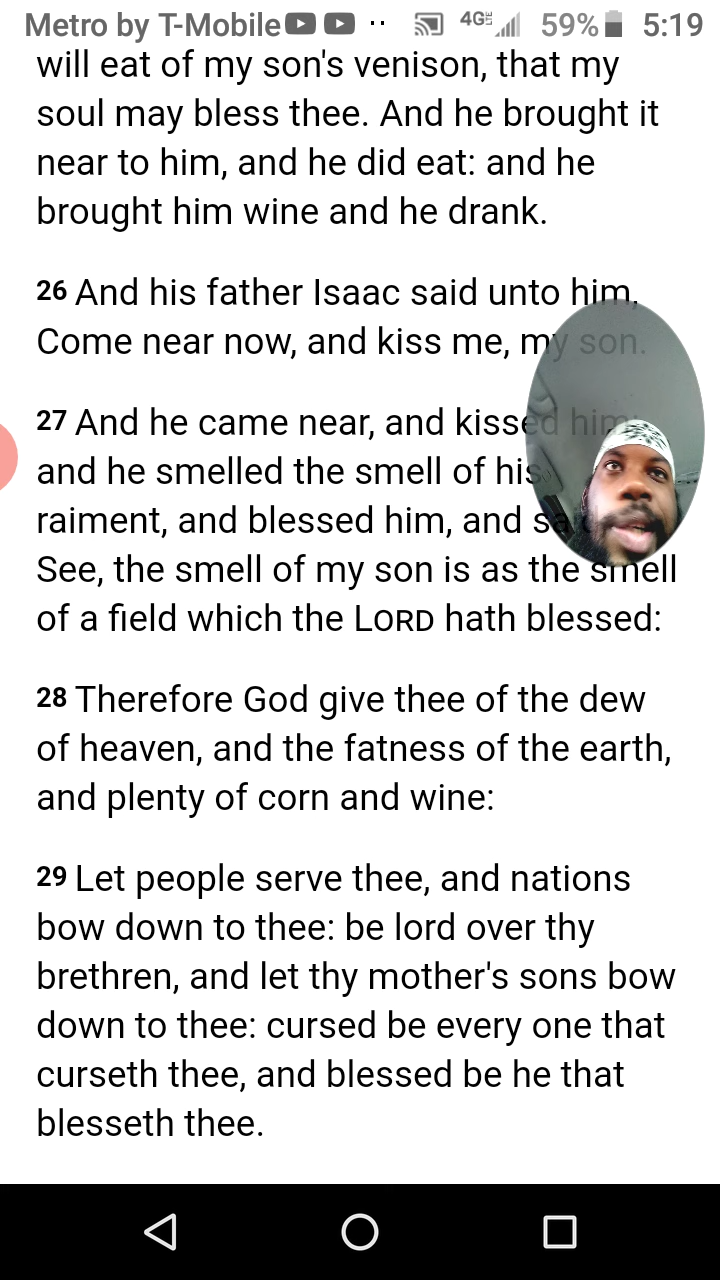 Metro by T-Mobile 4G LTE 59% 5:19
will eat of my son's venison, that my
soul may bless thee. And he brought it
near to him, and he did eat: and he
brought him wine and he drank.
26 And his father Isaac said unto him,
Come near now, and kiss me, my son.
27 And he came near, and kissed him:
and he smelled the smell of his
raiment, and blessed him, and said
See, the smell of my son is as the smell
of a field which the LORD hath blessed:
28 Therefore God give thee of the dew
of heaven, and the fatness of the earth,
and plenty of corn and wine:
29 Let people serve thee, and nations
bow down to thee: be lord over thy
brethren, and let thy mother's sons bow
down to thee: cursed be every one that
curseth thee, and blessed be he that
blesseth thee.